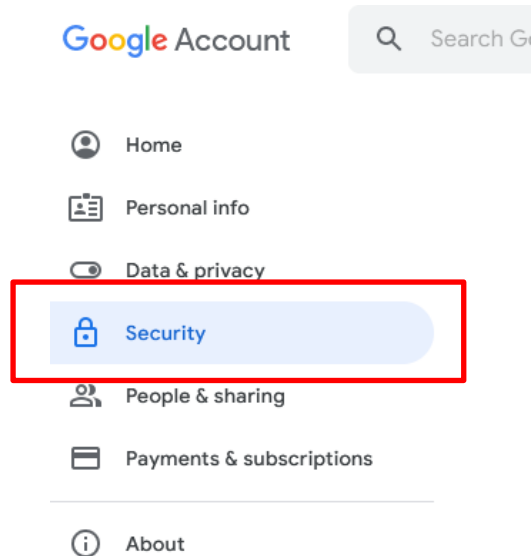 Google Account
Search G
Home
Personal info
Data & privacy
Security
People & sharing
Payments & subscriptions
About